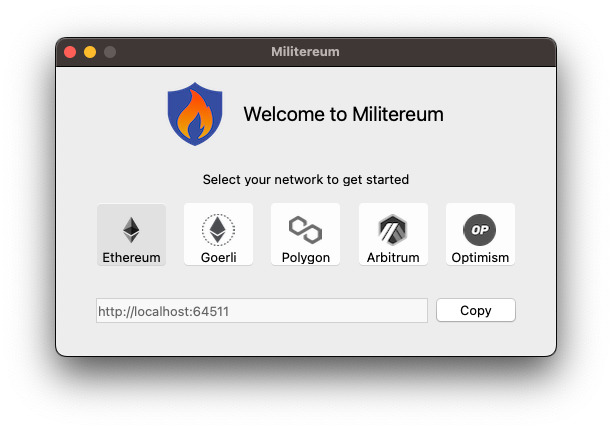 Militereum
Welcome to Militereum
Select your network to get started
Ethereum Goerli Polygon Arbitrum OP Optimism
http://localhost:64511 Copy